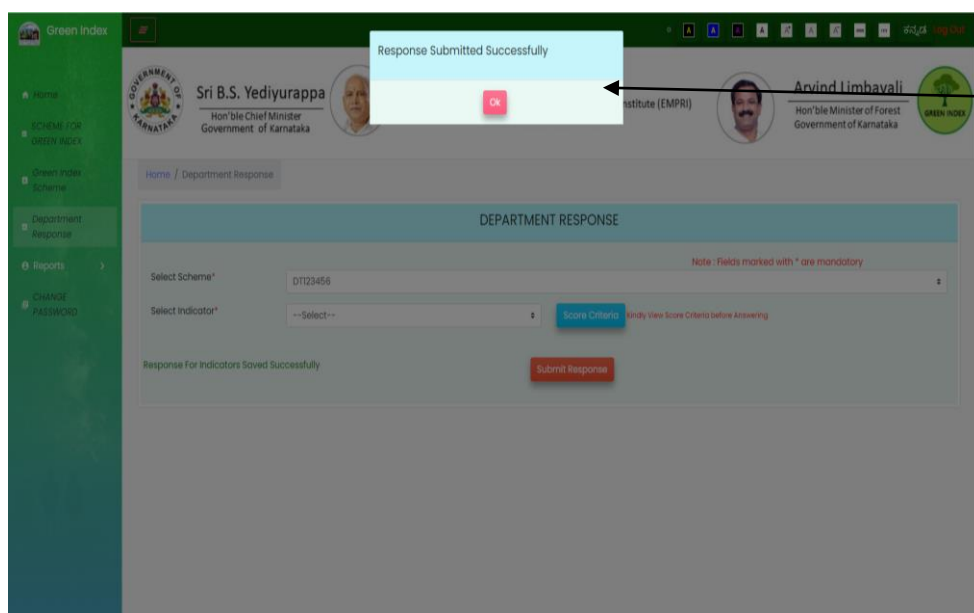 Green Index
A A A A A+ A A-
ಕನ್ನಡ Log Out
Response Submitted Successfully
Ok
GOVERNMENT OF KARNATAKA
Sri B.S. Yediyurappa
Hon'ble Chief Minister
Government of Karnataka
nstitute (EMPRI)
Arvind Limbavali
Hon'ble Minister of Forest
Government of Karnataka
GREEN INDEX
Home
SCHEME FOR
GREEN INDEX
Green Index
Scheme
Department
Response
Reports >
CHANGE
PASSWORD
Home / Department Response
DEPARTMENT RESPONSE
Note : Fields marked with * are mandatory
Select Scheme*
DT123456
Select Indicator*
--Select--
Score Criteria
Kindly View Score Criteria before Answering
Response For Indicators Saved Successfully
Submit Response